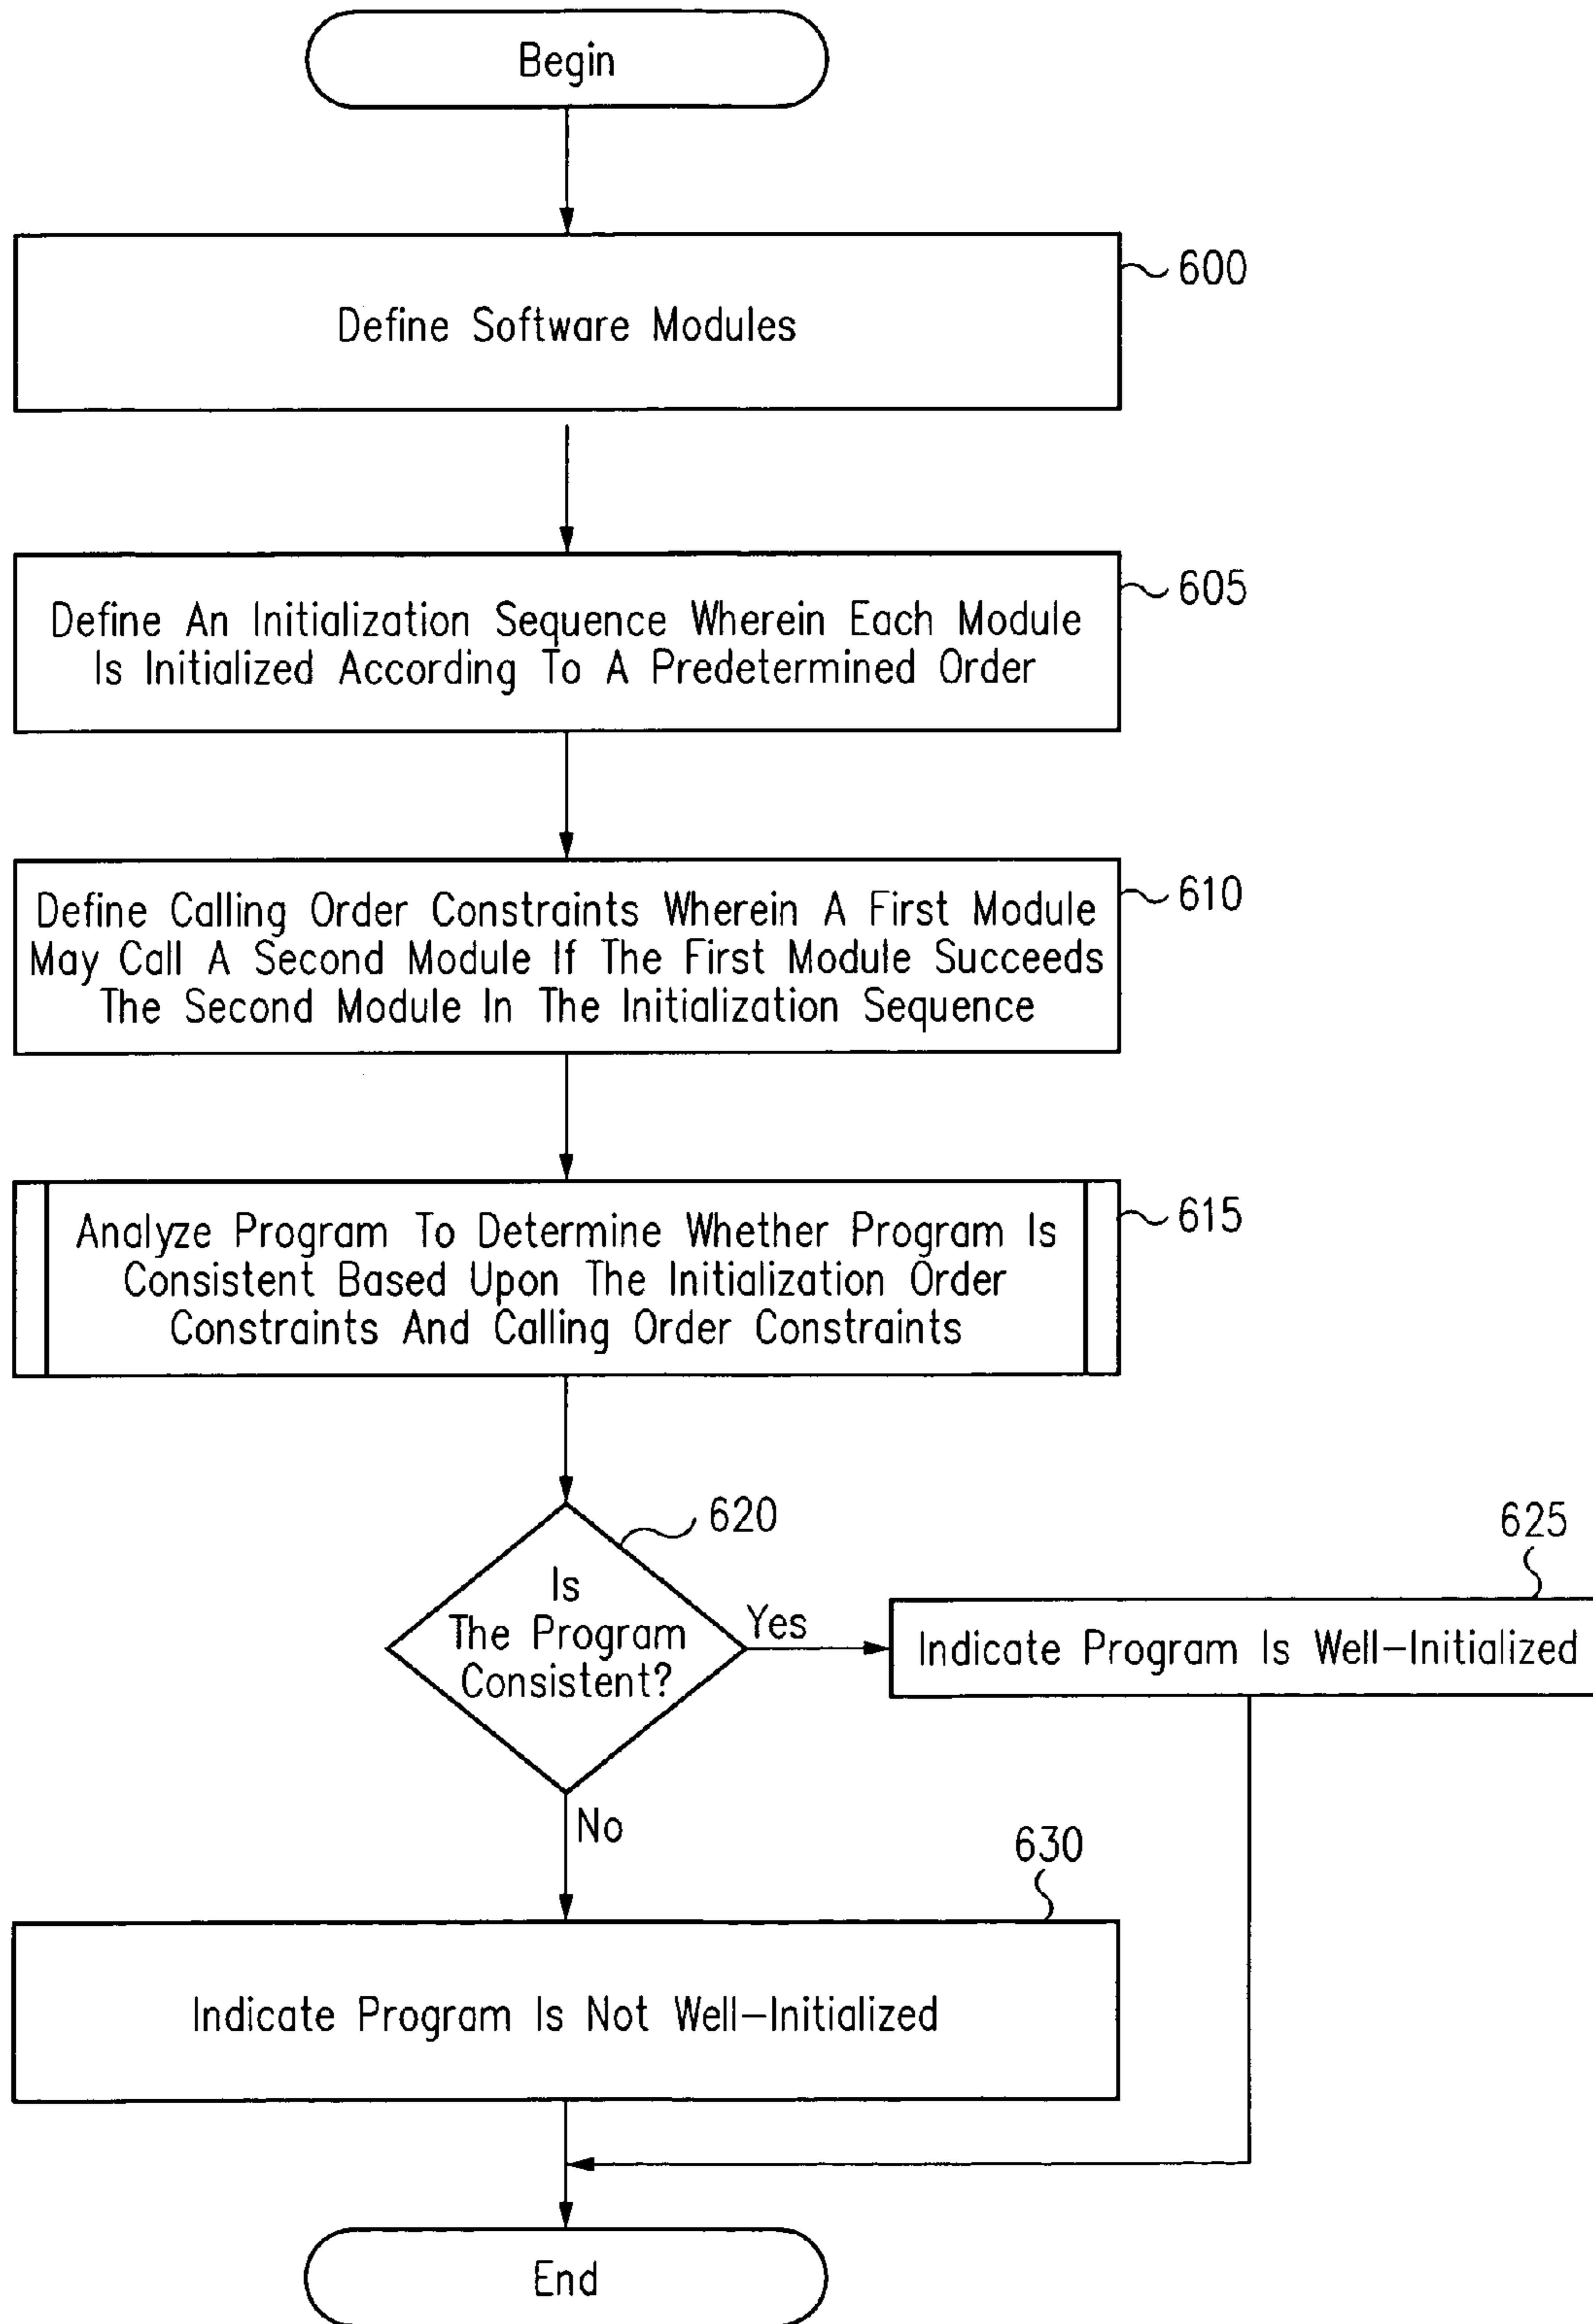 Begin
600
Define Software Modules
605
Define An Initialization Sequence Wherein Each Module
Is Initialized According To A Predetermined Order
610
Define Calling Order Constraints Wherein A First Module
May Call A Second Module If The First Module Succeeds
The Second Module In The Initialization Sequence
615
Analyze Program To Determine Whether Program Is
Consistent Based Upon The Initialization Order
Constraints And Calling Order Constraints
620
Is
The Program
Consistent?
Yes
625
Indicate Program Is Well-Initialized
No
630
Indicate Program Is Not Well-Initialized
End